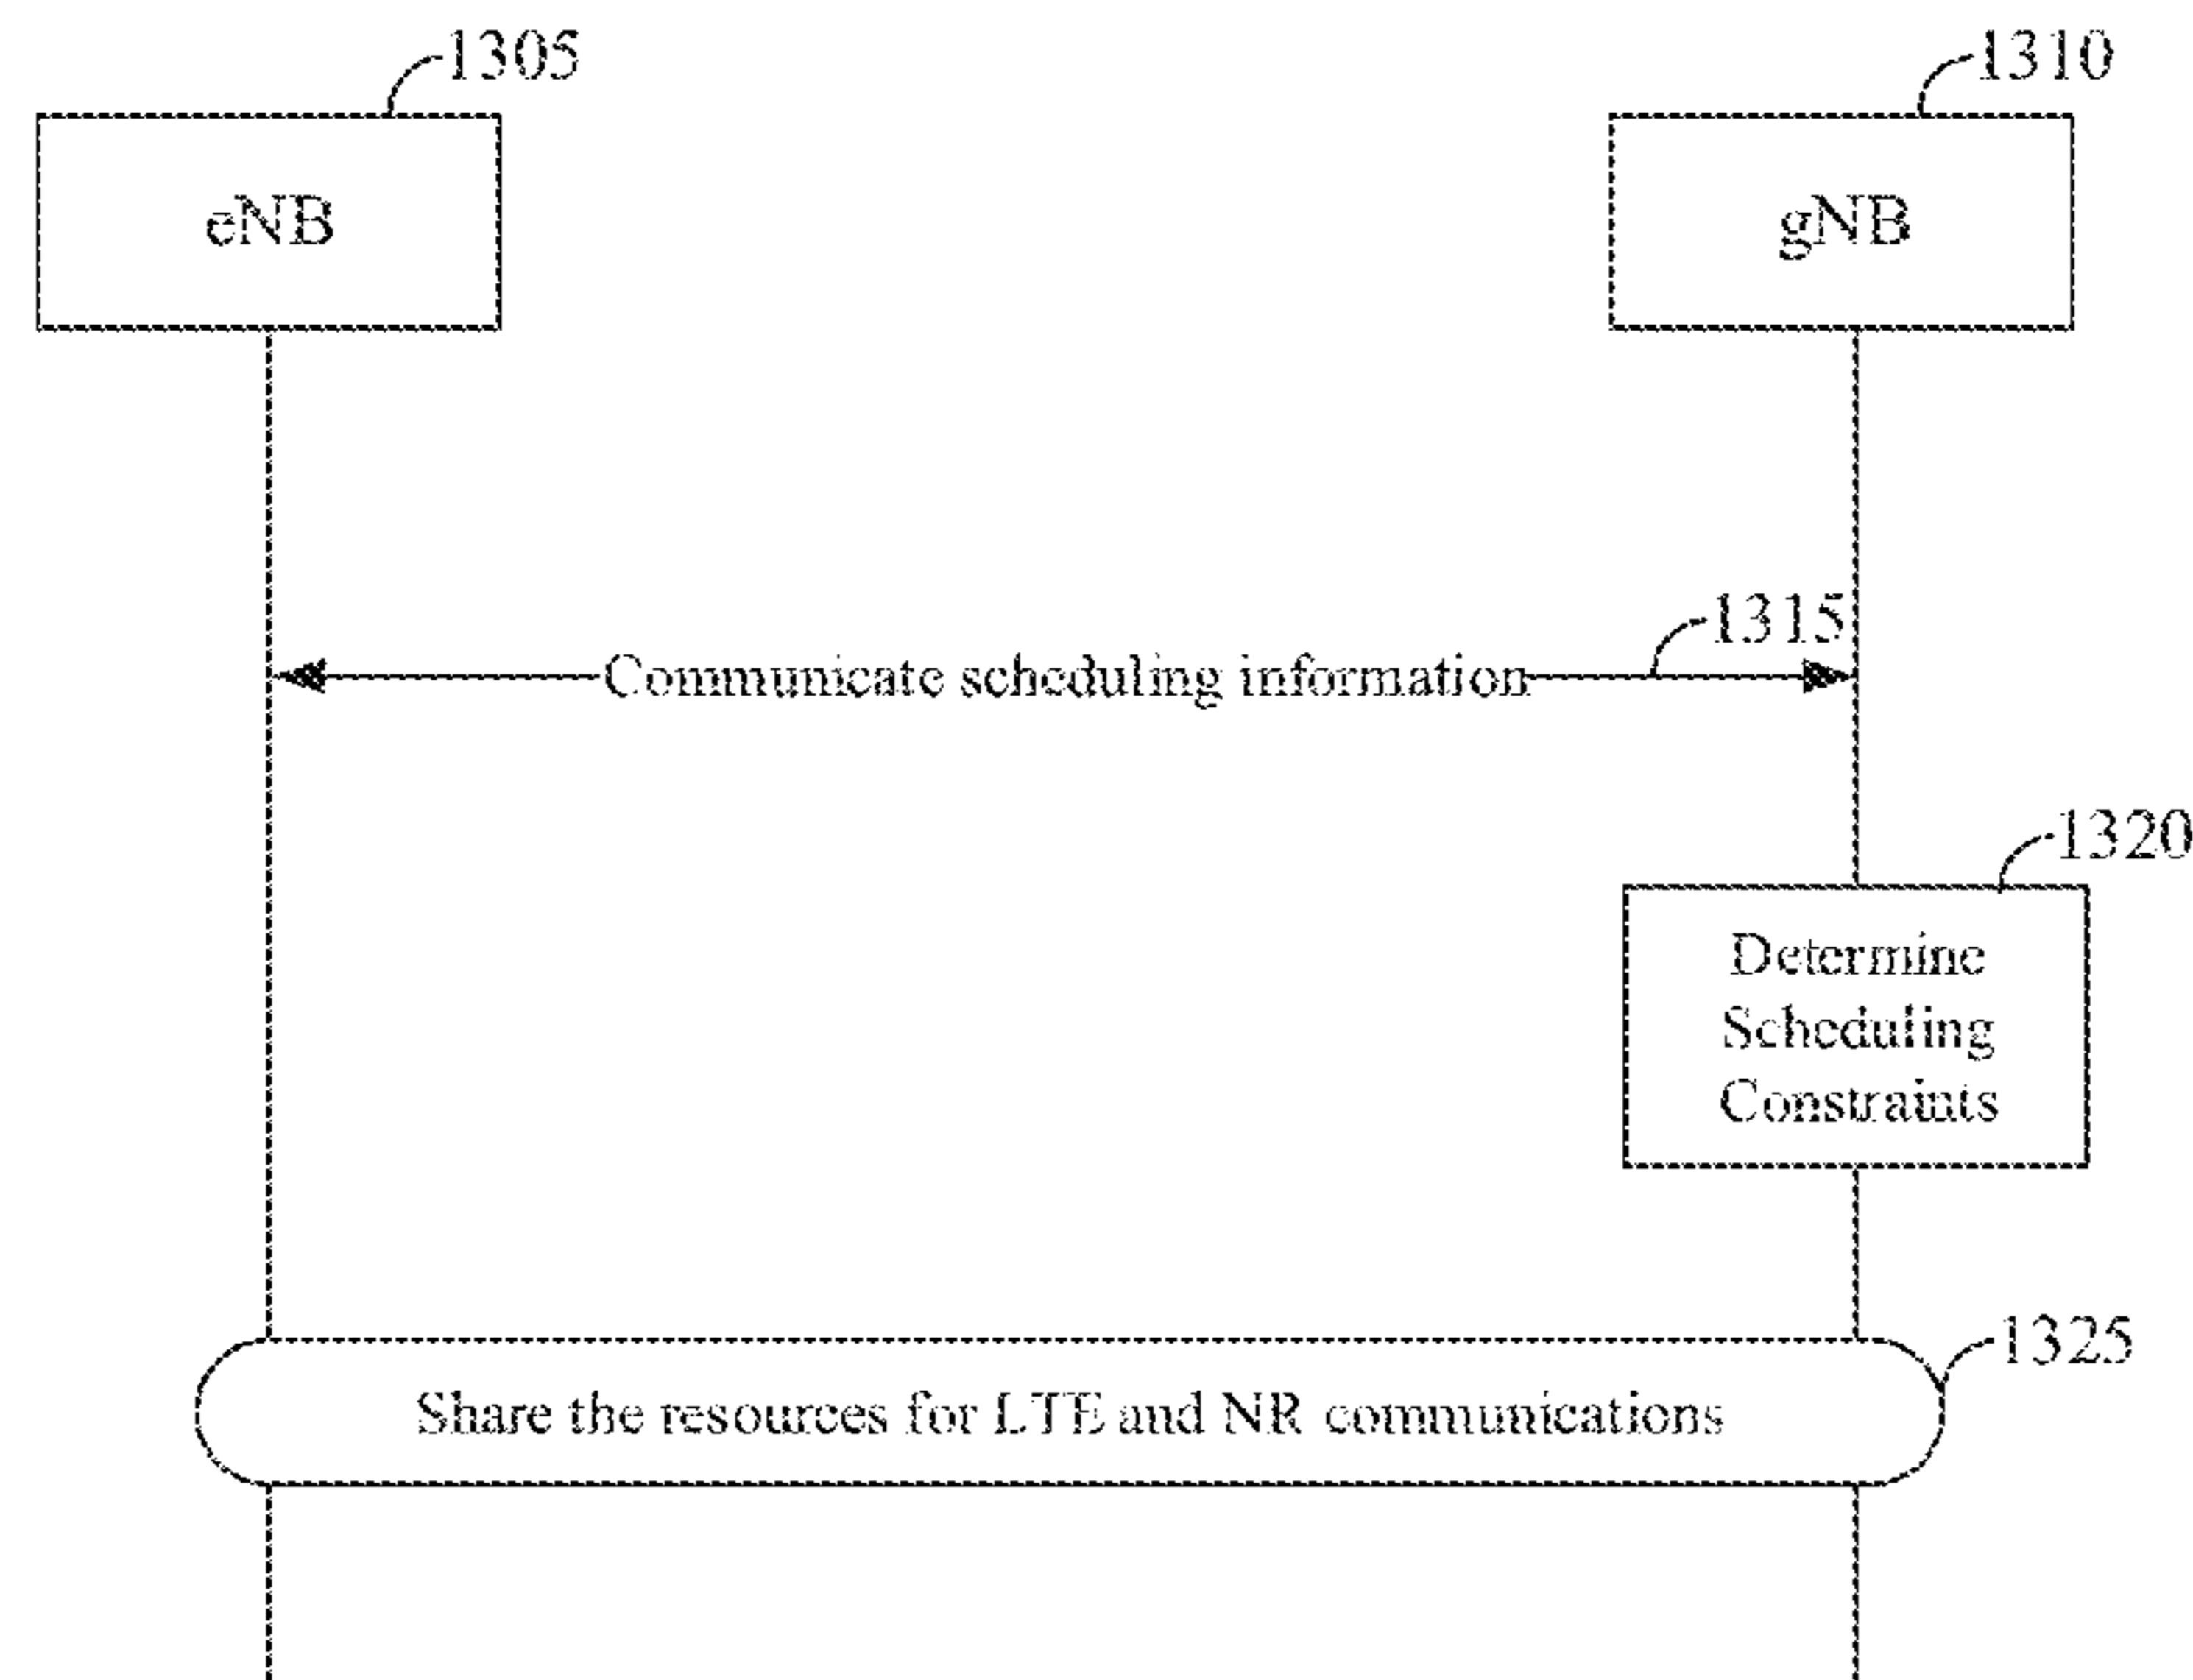 1305
1310
eNB
gNB
1315
Communicate scheduling information
1320
Determine
Scheduling
Constraints
1325
Share the resources for LTE and NR communications